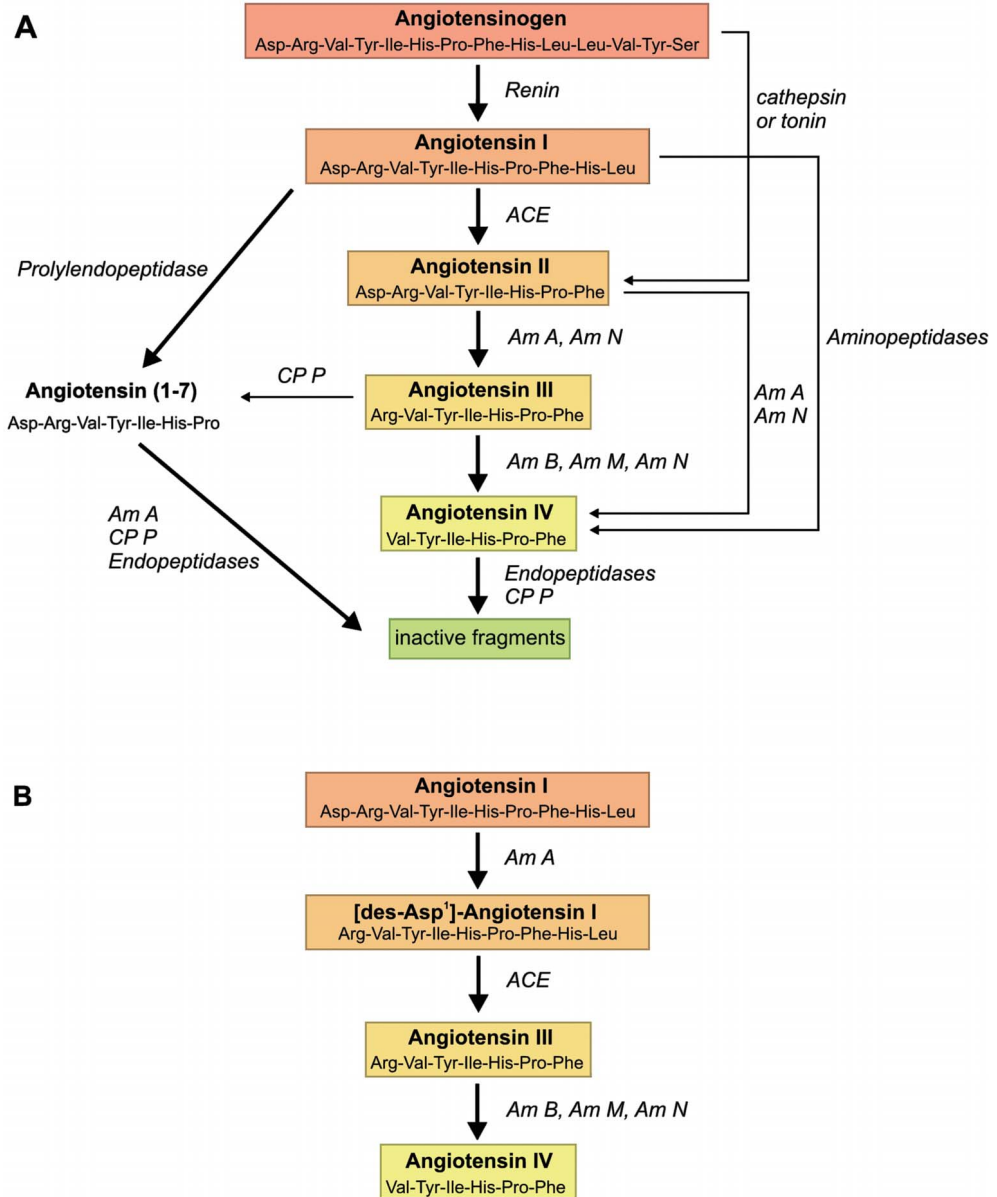 A
Angiotensinogen
Asp-Arg-Val-Tyr-Ile-His-Pro-Phe-His-Leu-Leu-Val-Tyr-Ser
Renin
cathepsin
or tonin
Angiotensin I
Asp-Arg-Val-Tyr-Ile-His-Pro-Phe-His-Leu
ACE
Prolylendopeptidase
Angiotensin II
Asp-Arg-Val-Tyr-Ile-His-Pro-Phe
Am A, Am N
Aminopeptidases
CP P
Angiotensin (1-7)
Asp-Arg-Val-Tyr-Ile-His-Pro
Angiotensin III
Arg-Val-Tyr-Ile-His-Pro-Phe
Am A
Am N
Am B, Am M, Am N
Angiotensin IV
Val-Tyr-Ile-His-Pro-Phe
Am A
CP P
Endopeptidases
Endopeptidases
CP P
inactive fragments
B
Angiotensin I
Asp-Arg-Val-Tyr-Ile-His-Pro-Phe-His-Leu
Am A
[des-Asp¹]-Angiotensin I
Arg-Val-Tyr-Ile-His-Pro-Phe-His-Leu
ACE
Angiotensin III
Arg-Val-Tyr-Ile-His-Pro-Phe
Am B, Am M, Am N
Angiotensin IV
Val-Tyr-Ile-His-Pro-Phe